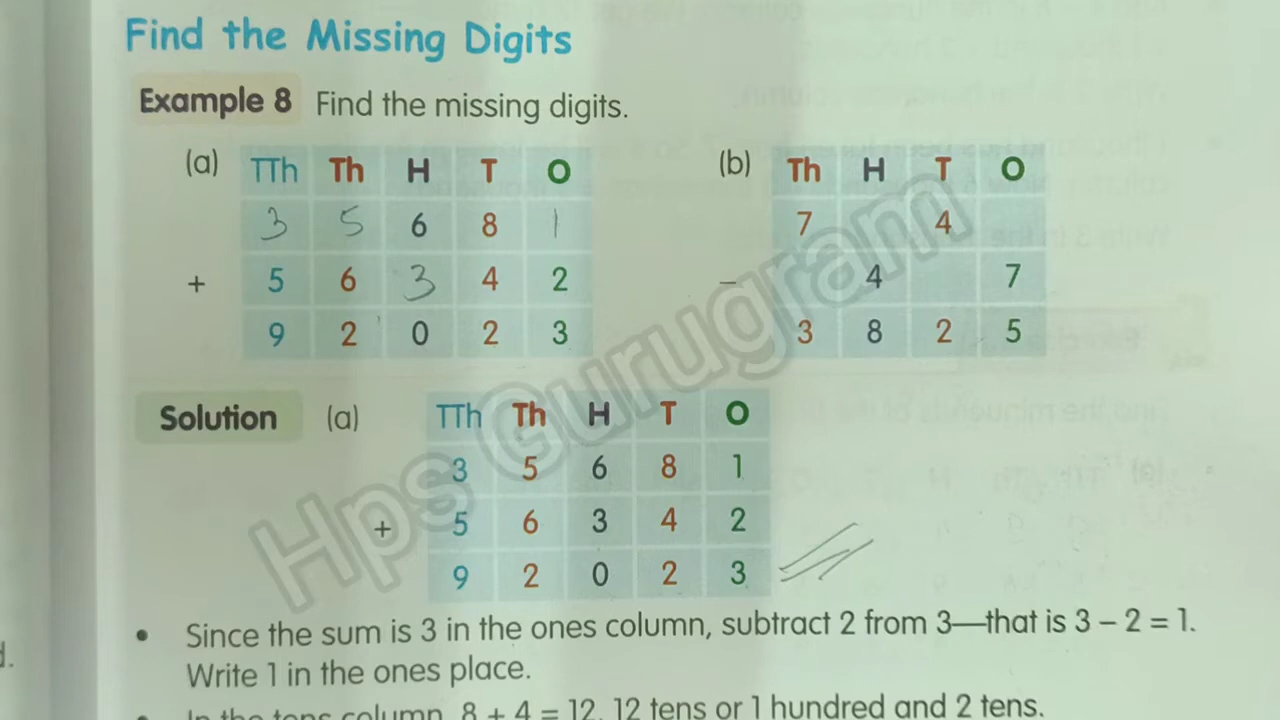 Find the Missing Digits
Example 8 Find the missing digits.
(a) TTh Th H T O
3 5 6 8 1
+ 5 6 3 4 2
9 2 0 2 3
(b) Th H T O
7 4
- 4 7
3 8 2 5
Solution (a) TTh Th H T O
3 5 6 8 1
+ 5 6 3 4 2
9 2 0 2 3
Hps Gurugram
• Since the sum is 3 in the ones column, subtract 2 from 3—that is 3 – 2 = 1.
Write 1 in the ones place.
• In the tens column, 8 + 4 = 12, 12 tens or 1 hundred and 2 tens.
d.